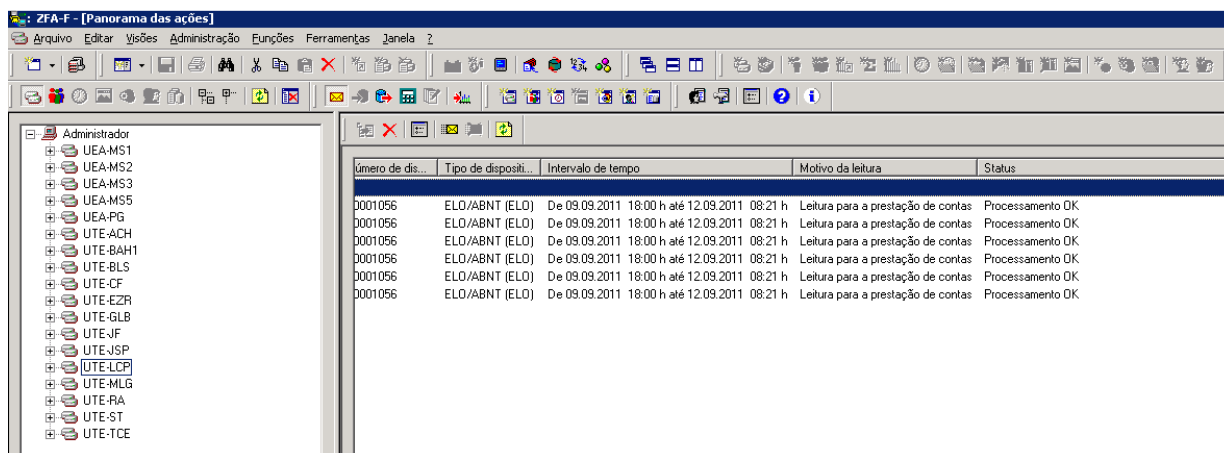 : ZFA-F - [Panorama das ações]
Arquivo Editar Visões Administração Funções Ferramentas Janela ?
Administrador
UEA-MS1
UEA-MS2
UEA-MS3
UEA-MS5
UEA-PG
UTE-ACH
UTE-BAH1
UTE-BLS
UTE-CF
UTE-EZR
UTE-GLB
UTE-JF
UTE-JSP
UTE-LCP
UTE-MLG
UTE-RA
UTE-ST
UTE-TCE
úmero de dis... Tipo de dispositi... Intervalo de tempo Motivo da leitura Status
0001056 ELO/ABNT (ELO) De 09.09.2011 18:00 h até 12.09.2011 08:21 h Leitura para a prestação de contas Processamento OK
0001056 ELO/ABNT (ELO) De 09.09.2011 18:00 h até 12.09.2011 08:21 h Leitura para a prestação de contas Processamento OK
0001056 ELO/ABNT (ELO) De 09.09.2011 18:00 h até 12.09.2011 08:21 h Leitura para a prestação de contas Processamento OK
0001056 ELO/ABNT (ELO) De 09.09.2011 18:00 h até 12.09.2011 08:21 h Leitura para a prestação de contas Processamento OK
0001056 ELO/ABNT (ELO) De 09.09.2011 18:00 h até 12.09.2011 08:21 h Leitura para a prestação de contas Processamento OK
0001056 ELO/ABNT (ELO) De 09.09.2011 18:00 h até 12.09.2011 08:21 h Leitura para a prestação de contas Processamento OK